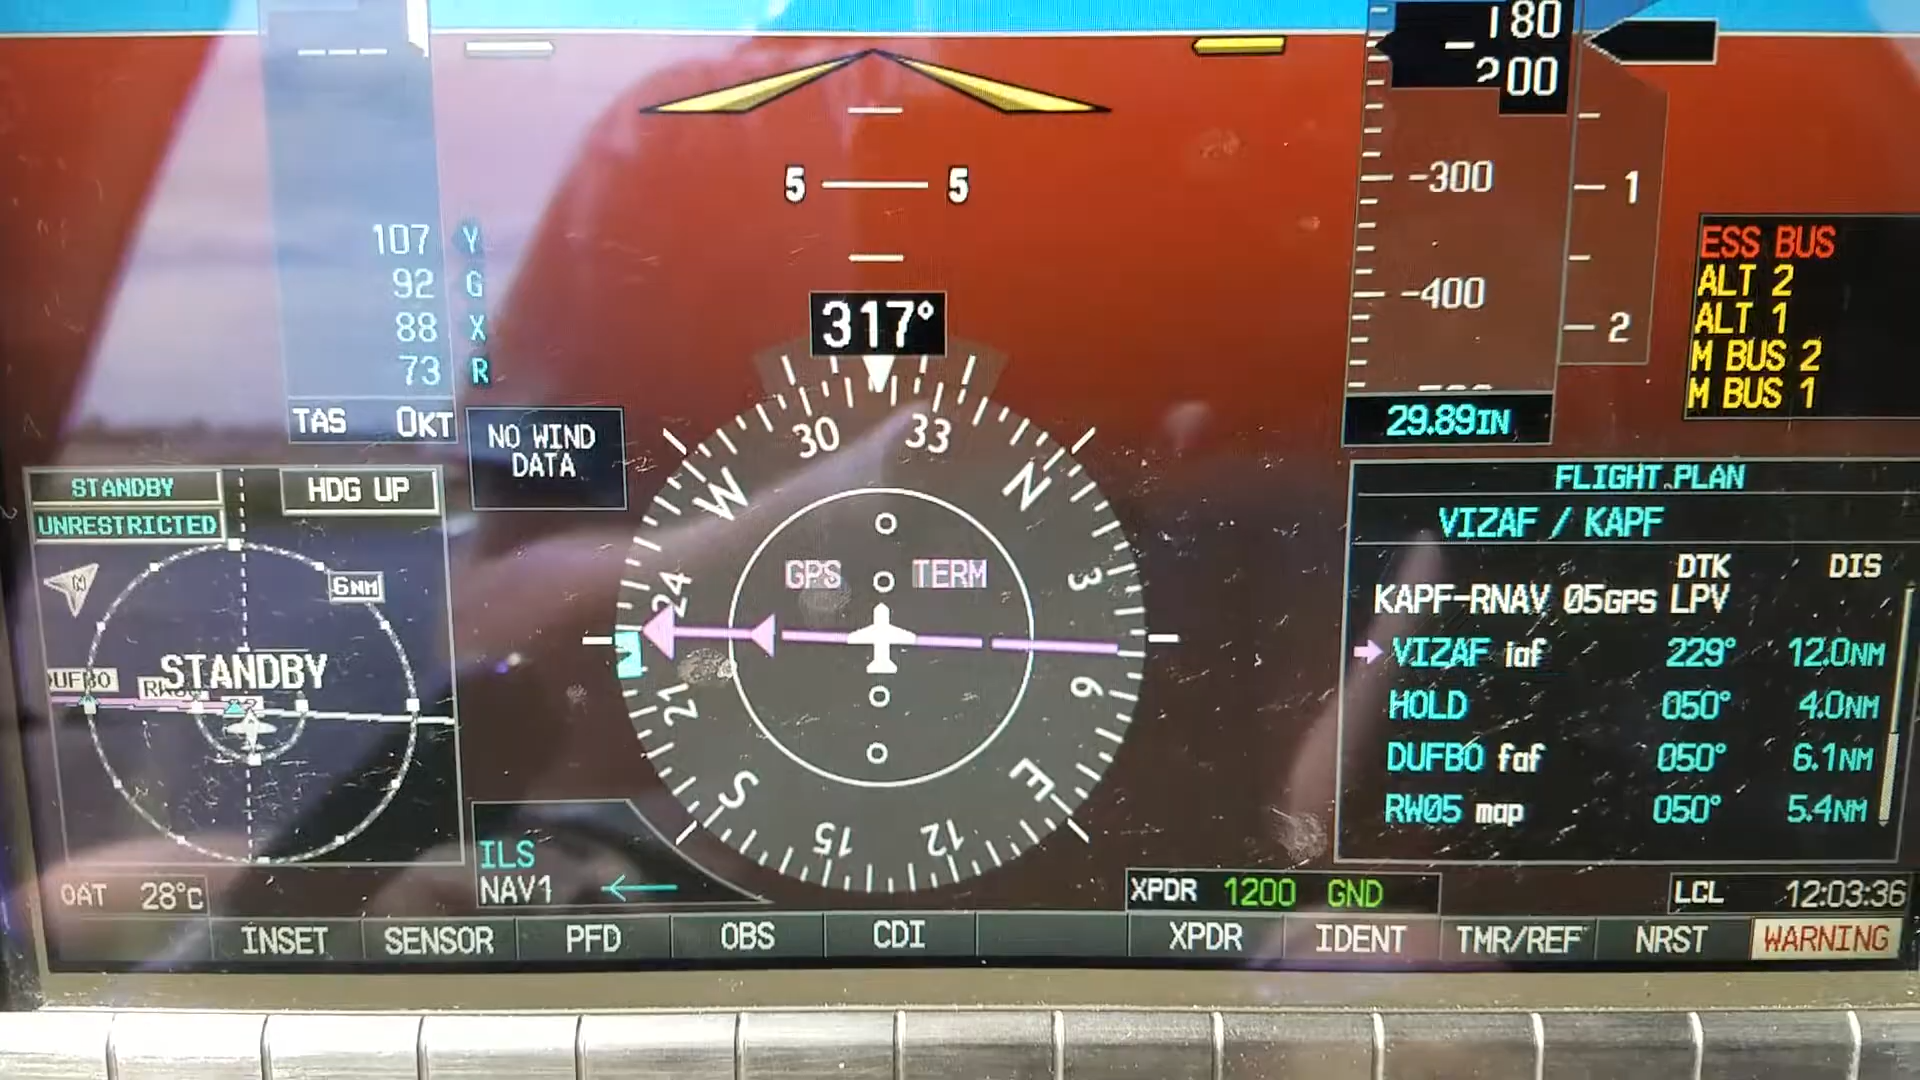 180
200
5 5
-300
1
107 Y
92 G
88 X
73 R
-400
2
ESS BUS
ALT 2
ALT 1
M BUS 2
M BUS 1
317°
TAS 0KT
NO WIND
DATA
29.89IN
30 33 N 3 6 E 12 15 S 21 24 W
GPS TERM
STANDBY
HDG UP
UNRESTRICTED
N
6NM
STANDBY
FLIGHT PLAN
VIZAF / KAPF
DTK DIS
KAPF-RNAV 05GPS LPV
VIZAF iaf 229° 12.0NM
HOLD 050° 4.0NM
DUFBO faf 050° 6.1NM
RW05 map 050° 5.4NM
ILS
NAV1
OAT 28°C
XPDR 1200 GND
LCL 12:03:36
INSET SENSOR PFD OBS CDI XPDR IDENT TMR/REF NRST WARNING